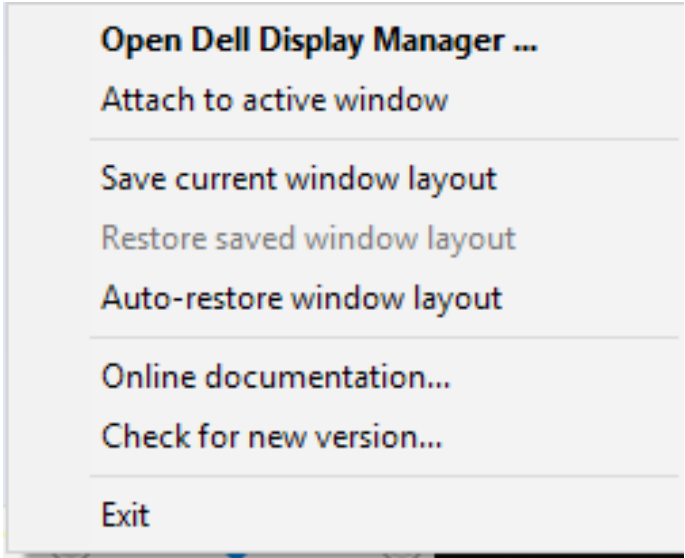 Open Dell Display Manager ...
Attach to active window
Save current window layout
Restore saved window layout
Auto-restore window layout
Online documentation...
Check for new version...
Exit